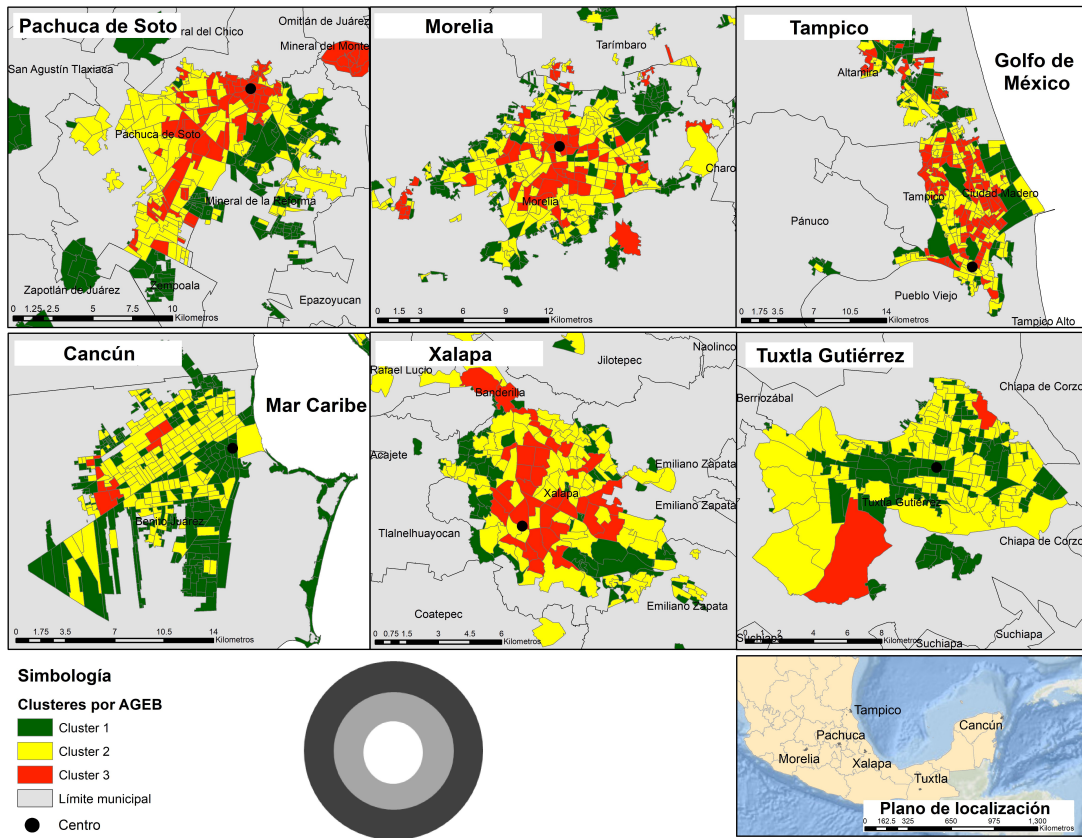 Pachuca de Soto
ral del Chico
Omitlán de Juárez
Mineral del Monte
San Agustín Tlaxiaca
Pachuca de Soto
Mineral de la Reforma
Zapotlán de Juárez
Zempoala
Epazoyucan
0 1.25 2.5 5 7.5 10
Kilometros
Morelia
Tarímbaro
Charo
Morelia
0 1.5 3 6 9 12
Kilometros
Tampico
Golfo de
México
Altamira
Ciudad Madero
Tampico
Pánuco
Pueblo Viejo
Tampico Alto
0 1.75 3.5 7 10.5 14
Kilometros
Cancún
Mar Caribe
Benito Juárez
0 1.75 3.5 7 10.5 14
Kilometros
Xalapa
Naolinco
Jilotepec
Rafael Lucio
Banderilla
Acajete
Emiliano Zapata
Xalapa
Emiliano Zapata
Tlalnelhuayocan
Coatepec
Emiliano Zapata
0 0.75 1.5 3 4.5 6
Kilometros
Tuxtla Gutiérrez
Chiapa de Corzo
Berriozábal
Tuxtla Gutiérrez
Chiapa de Corzo
Suchiapa
Suchiapa
Suchiapa
0 1 2 4 6 8
Kilometros
Simbología
Clusteres por AGEB
Cluster 1
Cluster 2
Cluster 3
Límite municipal
Centro
Tampico
Cancún
Pachuca
Morelia
Xalapa
Tuxtla
Plano de localización
0 162.5 325 650 975 1,300
Kilometros